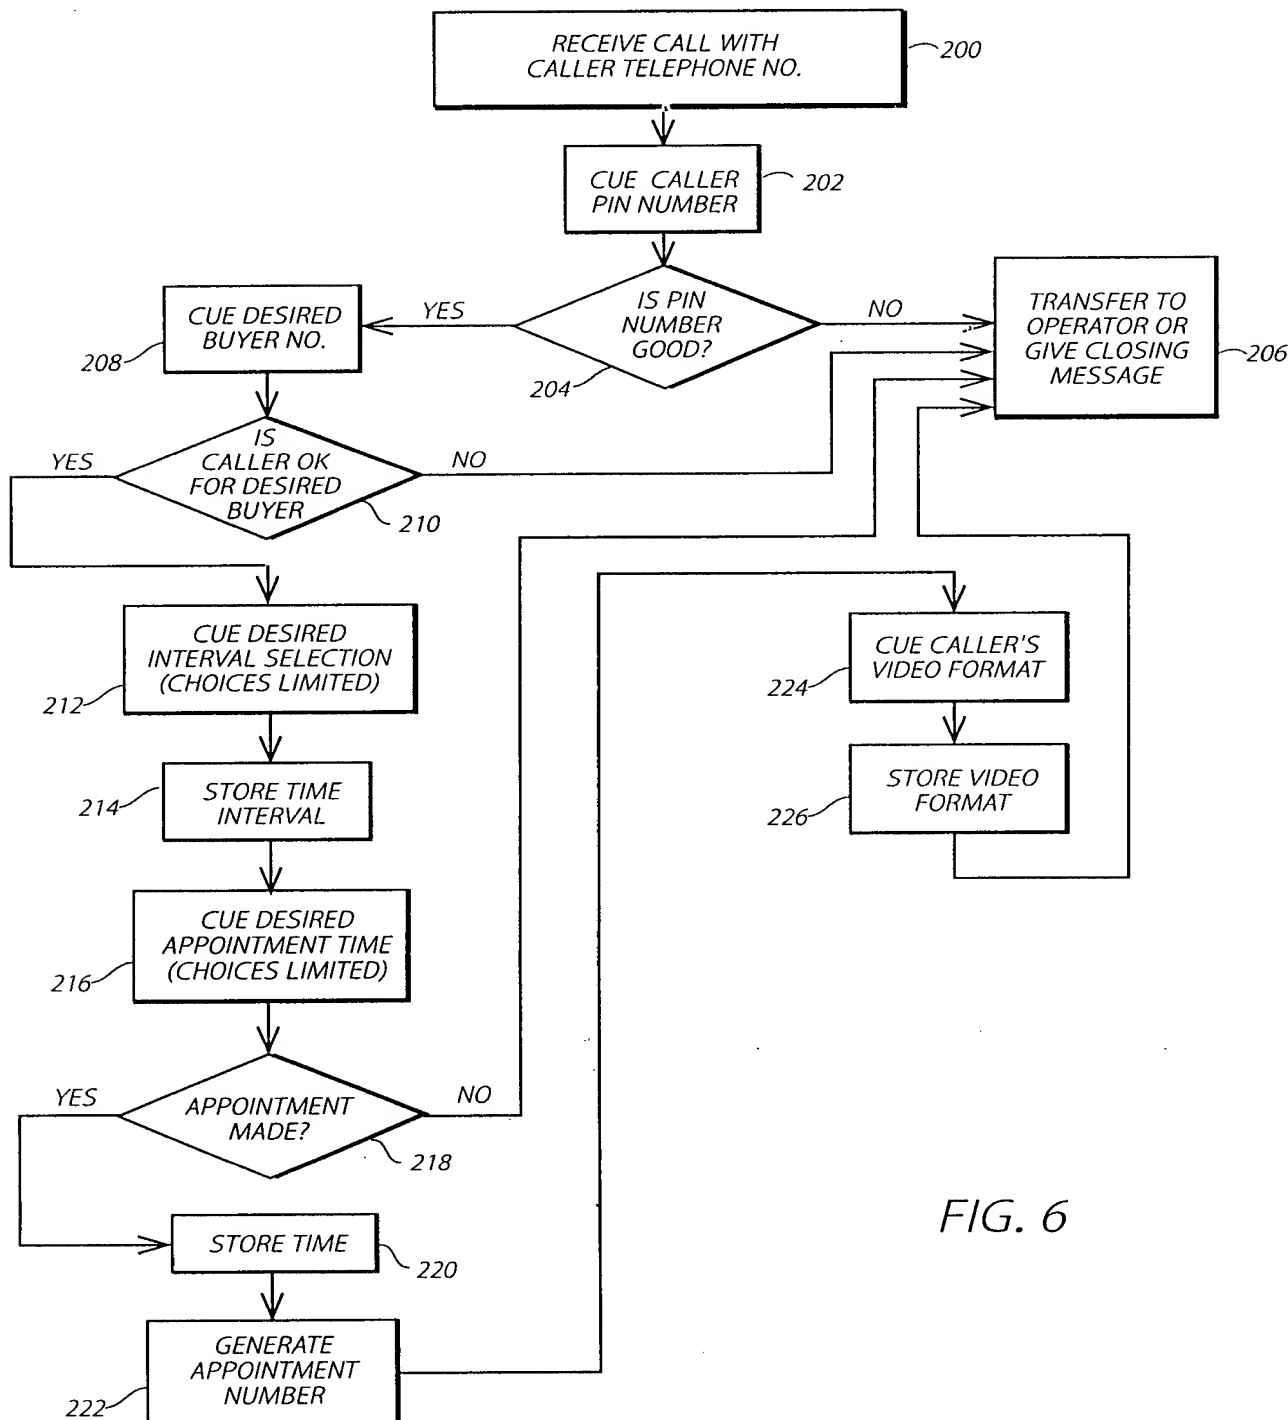 RECEIVE CALL WITH
CALLER TELEPHONE NO.
200
CUE CALLER
PIN NUMBER
202
IS PIN
NUMBER
GOOD?
204
YES
NO
TRANSFER TO
OPERATOR OR
GIVE CLOSING
MESSAGE
206
CUE DESIRED
BUYER NO.
208
IS
CALLER OK
FOR DESIRED
BUYER
210
YES
NO
CUE DESIRED
INTERVAL SELECTION
(CHOICES LIMITED)
212
STORE TIME
INTERVAL
214
CUE DESIRED
APPOINTMENT TIME
(CHOICES LIMITED)
216
APPOINTMENT
MADE?
218
YES
NO
STORE TIME
220
GENERATE
APPOINTMENT
NUMBER
222
CUE CALLER'S
VIDEO FORMAT
224
STORE VIDEO
FORMAT
226
FIG. 6